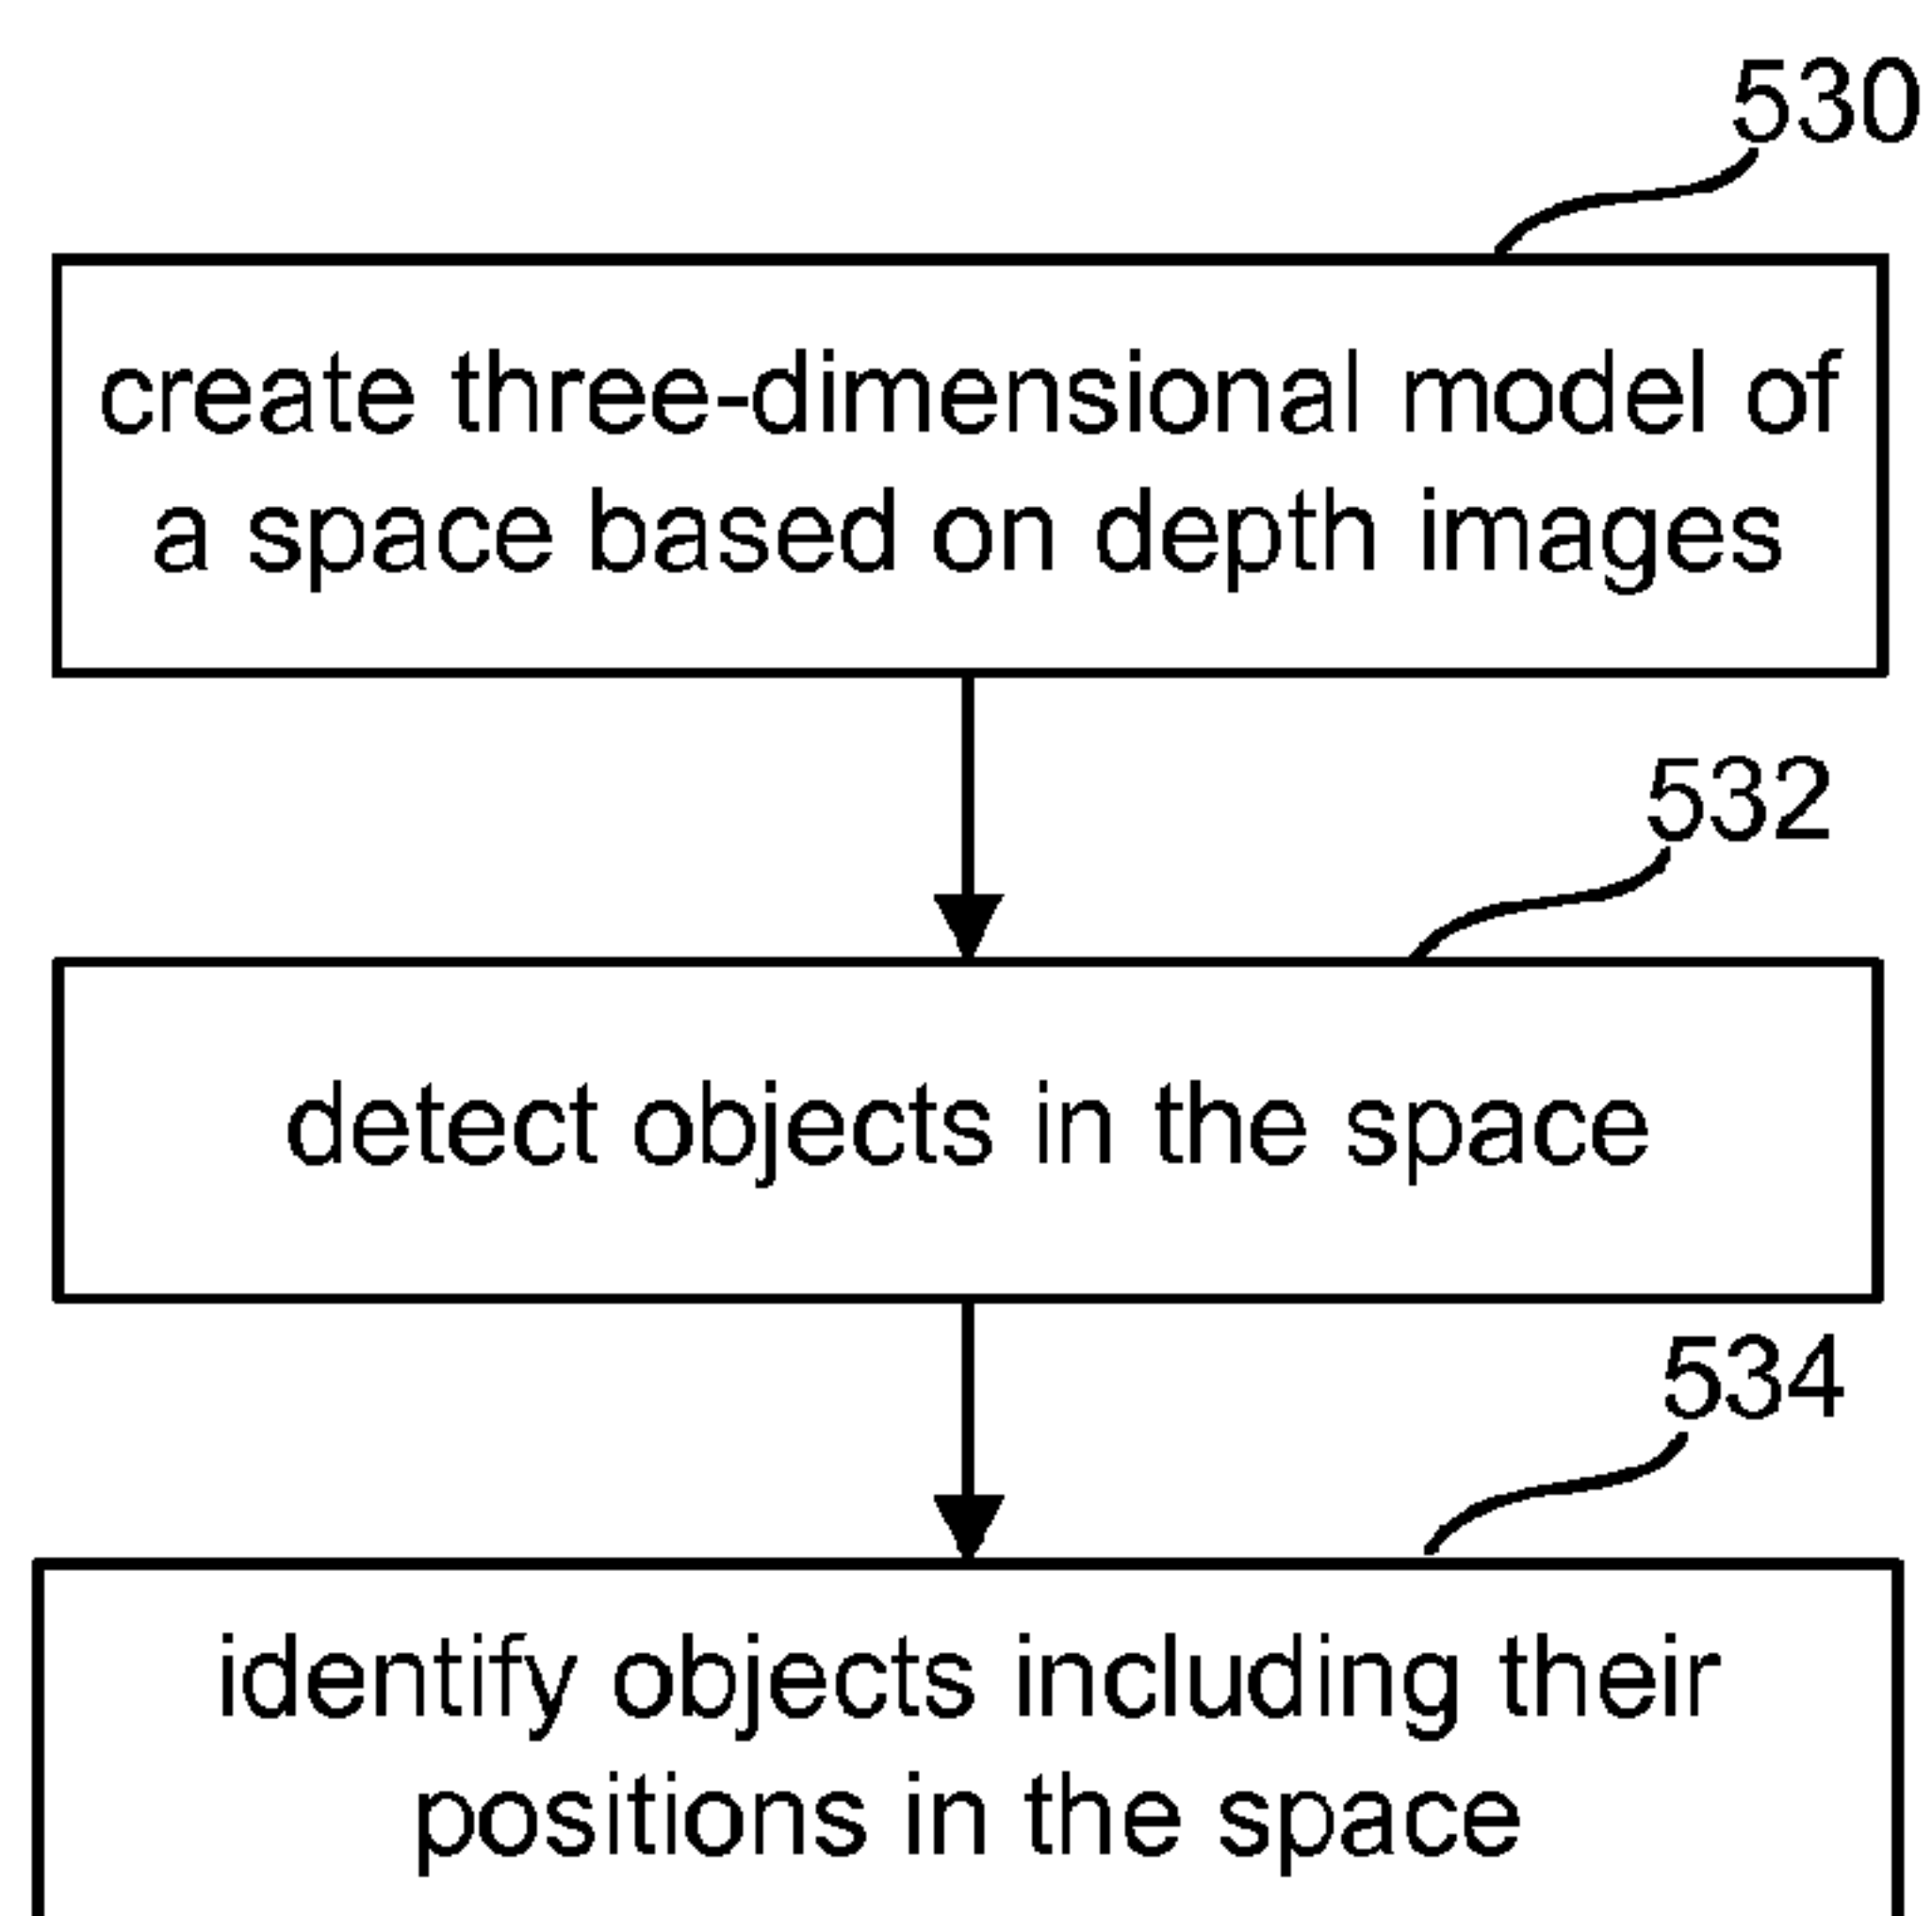 530
create three-dimensional model of
a space based on depth images
532
detect objects in the space
534
identify objects including their
positions in the space